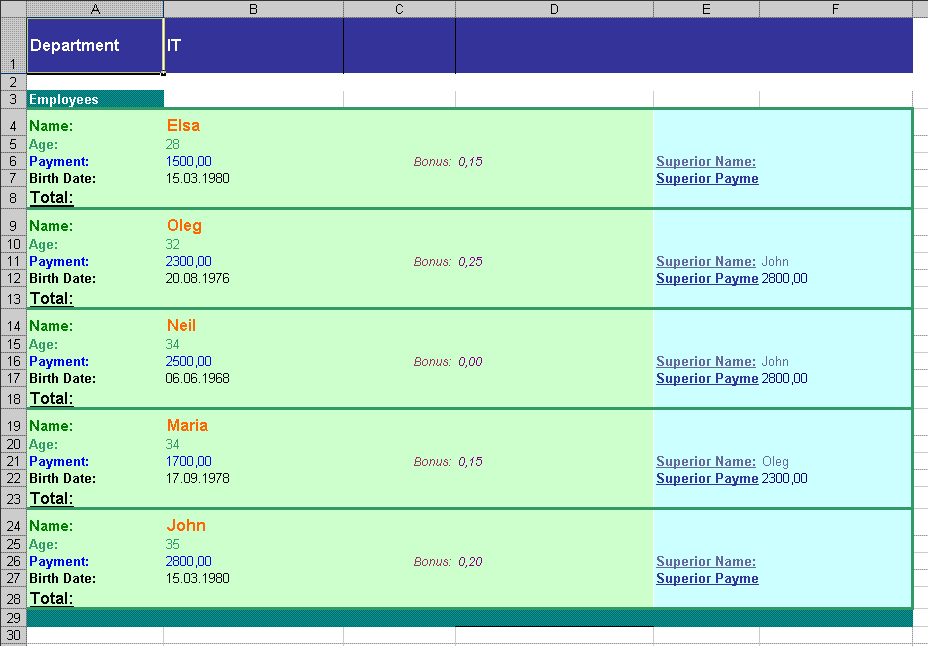 A B C D E F
1 Department IT
2
3 Employees
4 Name: Elsa
5 Age: 28
6 Payment: 1500,00 Bonus: 0,15 Superior Name:
7 Birth Date: 15.03.1980 Superior Payme
8 Total:
9 Name: Oleg
10 Age: 32
11 Payment: 2300,00 Bonus: 0,25 Superior Name: John
12 Birth Date: 20.08.1976 Superior Payme 2800,00
13 Total:
14 Name: Neil
15 Age: 34
16 Payment: 2500,00 Bonus: 0,00 Superior Name: John
17 Birth Date: 06.06.1968 Superior Payme 2800,00
18 Total:
19 Name: Maria
20 Age: 34
21 Payment: 1700,00 Bonus: 0,15 Superior Name: Oleg
22 Birth Date: 17.09.1978 Superior Payme 2300,00
23 Total:
24 Name: John
25 Age: 35
26 Payment: 2800,00 Bonus: 0,20 Superior Name:
27 Birth Date: 15.03.1980 Superior Payme
28 Total:
29
30